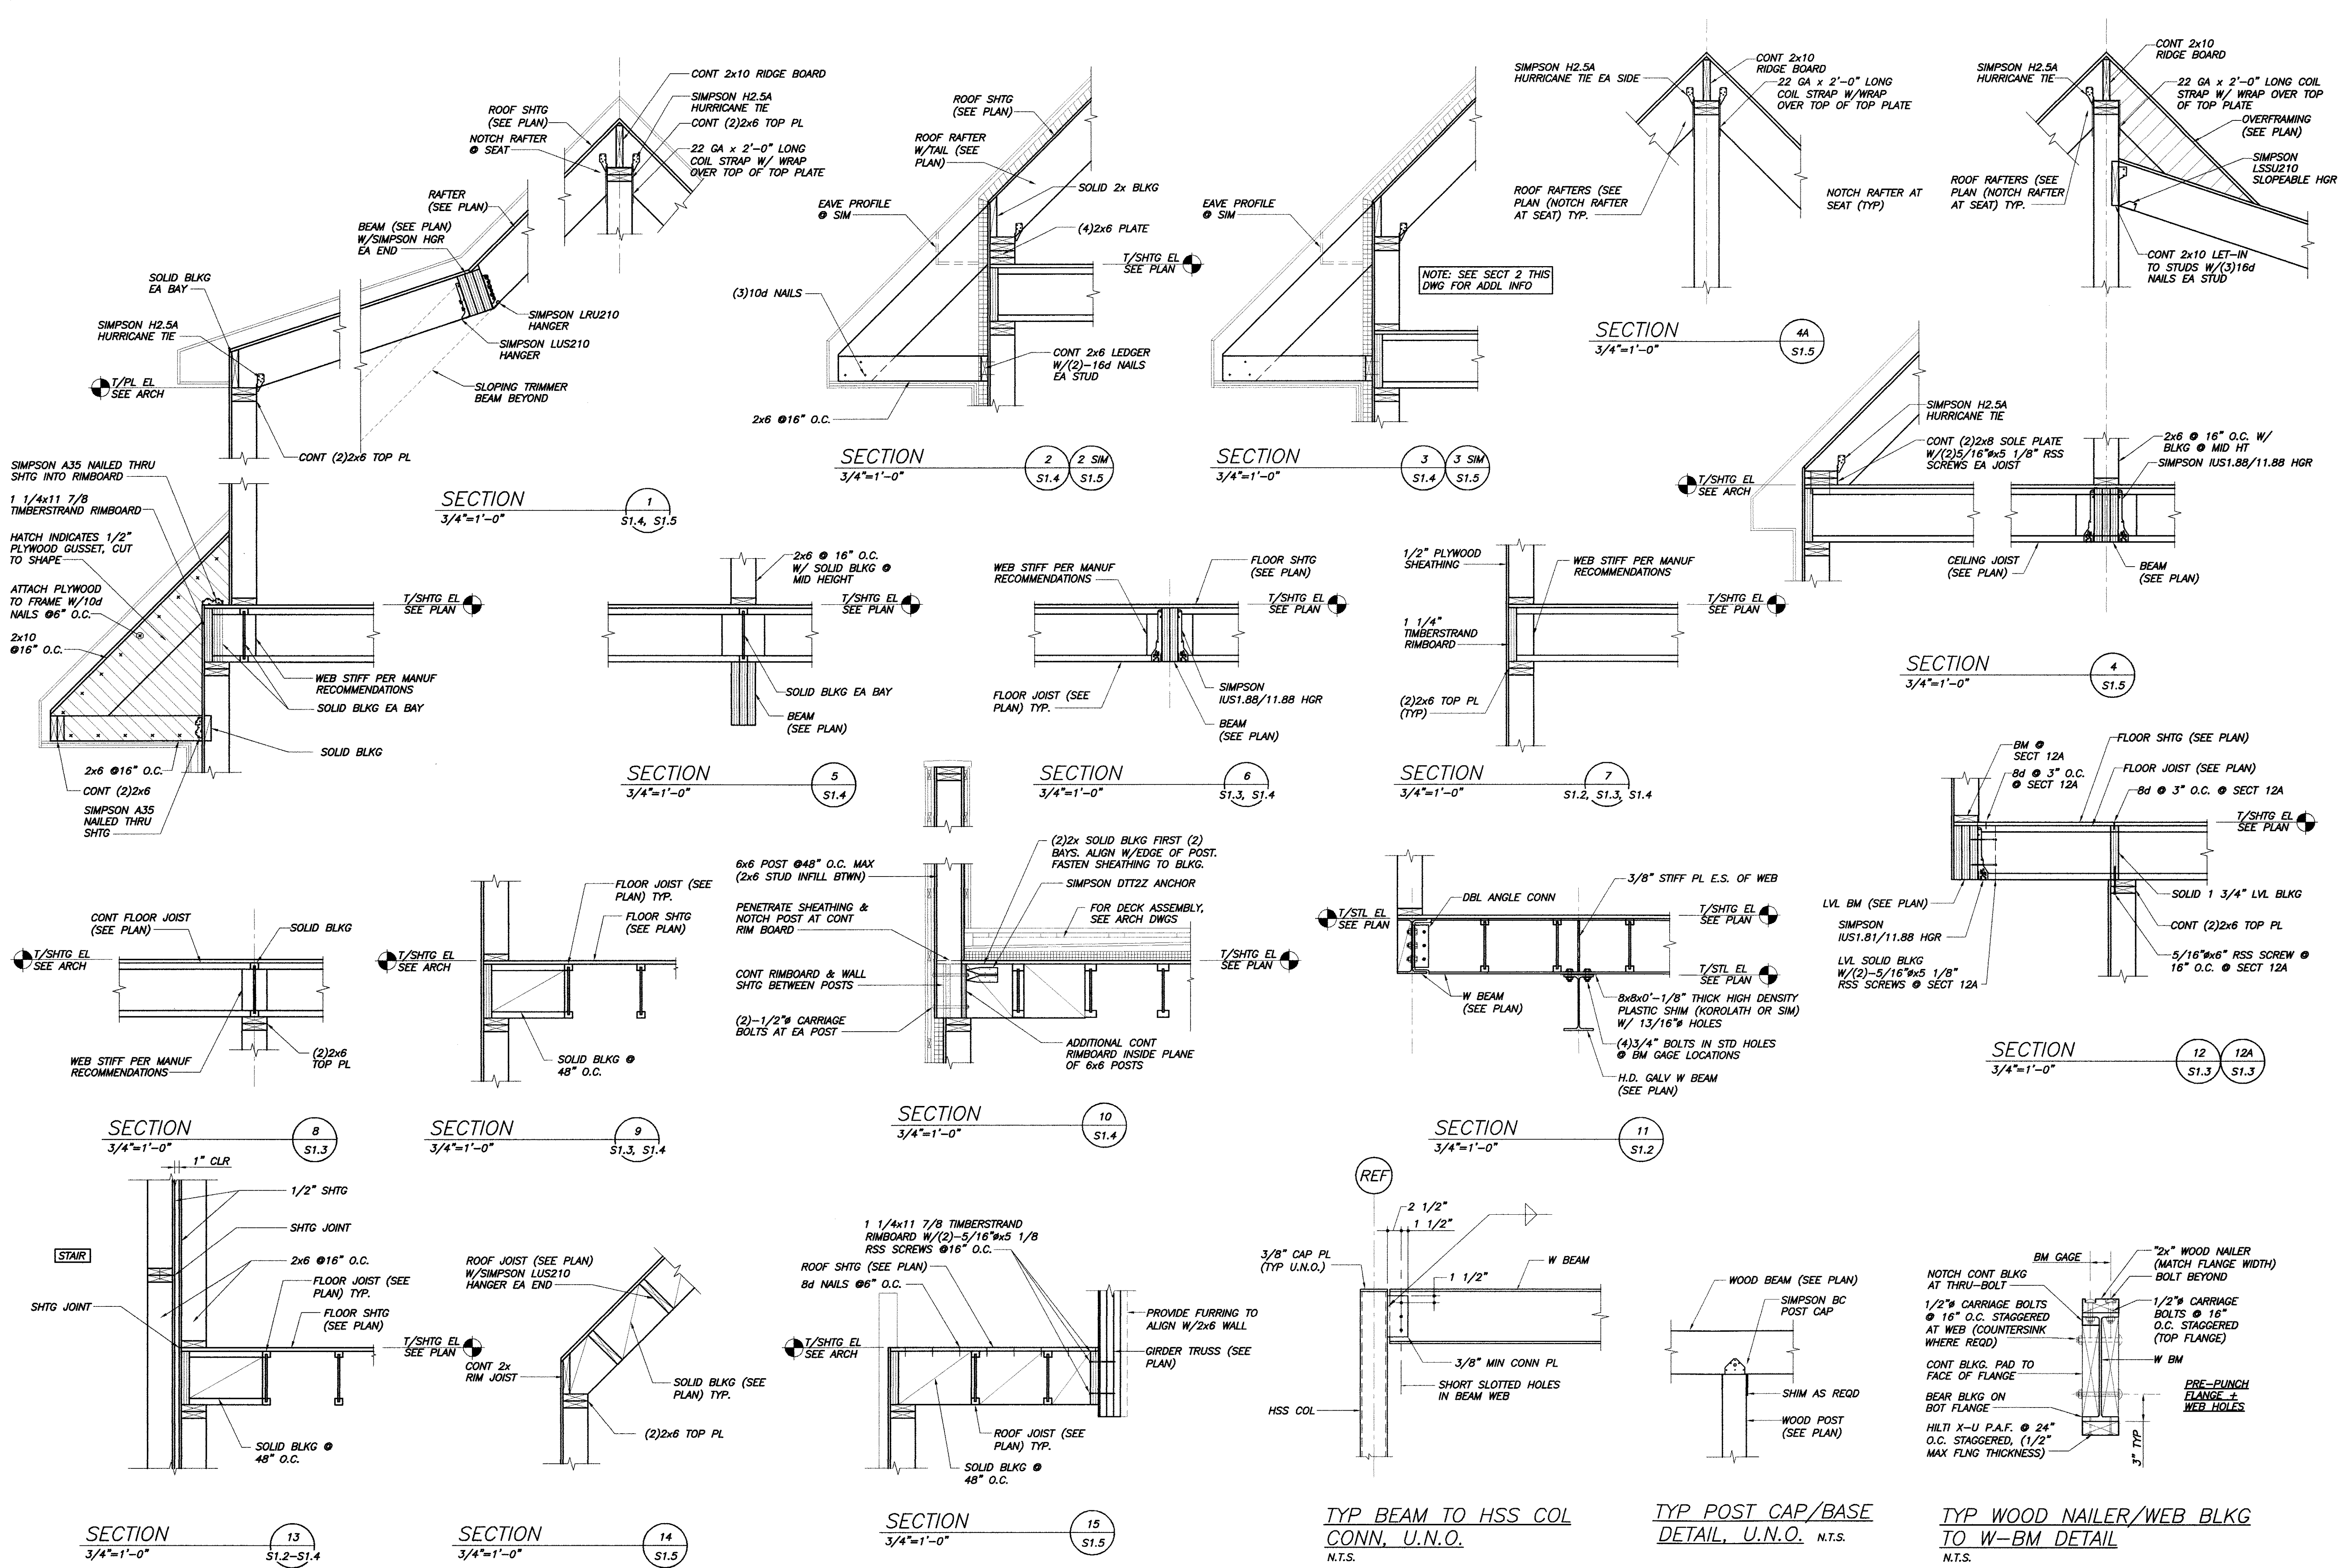 CONT 2x10 RIDGE BOARD
SIMPSON H2.5A
HURRICANE TIE
CONT (2)2x6 TOP PL
22 GA x 2'-0" LONG
COIL STRAP W/ WRAP
OVER TOP OF TOP PLATE
ROOF SHTG
(SEE PLAN)
NOTCH RAFTER
@ SEAT
RAFTER
(SEE PLAN)
BEAM (SEE PLAN)
W/SIMPSON HGR
EA END
SOLID BLKG
EA BAY
SIMPSON H2.5A
HURRICANE TIE
T/PL EL
SEE ARCH
SIMPSON LRU210
HANGER
SIMPSON LUS210
HANGER
SLOPING TRIMMER
BEAM BEYOND
CONT (2)2x6 TOP PL
SIMPSON A35 NAILED THRU
SHTG INTO RIMBOARD
1 1/4x11 7/8
TIMBERSTRAND RIMBOARD
HATCH INDICATES 1/2"
PLYWOOD GUSSET, CUT
TO SHAPE
ATTACH PLYWOOD
TO FRAME W/10d
NAILS @6" O.C.
2x10
@16" O.C.
T/SHTG EL
SEE PLAN
WEB STIFF PER MANUF
RECOMMENDATIONS
SOLID BLKG EA BAY
SOLID BLKG
2x6 @16" O.C.
CONT (2)2x6
SIMPSON A35
NAILED THRU
SHTG
SECTION
3/4"=1'-0"
1
S1.4, S1.5
ROOF SHTG
(SEE PLAN)
ROOF RAFTER
W/TAIL (SEE
PLAN)
SOLID 2x BLKG
EAVE PROFILE
@ SIM
(4)2x6 PLATE
T/SHTG EL
SEE PLAN
(3)10d NAILS
CONT 2x6 LEDGER
W/(2)-16d NAILS
EA STUD
2x6 @16" O.C.
SECTION
3/4"=1'-0"
2
S1.4
2 SIM
S1.5
EAVE PROFILE
@ SIM
NOTE: SEE SECT 2 THIS
DWG FOR ADDL INFO
SECTION
3/4"=1'-0"
3
S1.4
3 SIM
S1.5
SIMPSON H2.5A
HURRICANE TIE EA SIDE
CONT 2x10
RIDGE BOARD
22 GA x 2'-0" LONG
COIL STRAP W/WRAP
OVER TOP OF TOP PLATE
ROOF RAFTERS (SEE
PLAN (NOTCH RAFTER
AT SEAT) TYP.
NOTCH RAFTER AT
SEAT (TYP)
SECTION
3/4"=1'-0"
4A
S1.5
SIMPSON H2.5A
HURRICANE TIE
CONT 2x10
RIDGE BOARD
22 GA x 2'-0" LONG COIL
STRAP W/ WRAP OVER TOP
OF TOP PLATE
OVERFRAMING
(SEE PLAN)
SIMPSON
LSSU210
SLOPEABLE HGR
ROOF RAFTERS (SEE
PLAN (NOTCH RAFTER
AT SEAT) TYP.
CONT 2x10 LET-IN
TO STUDS W/(3)16d
NAILS EA STUD
SIMPSON H2.5A
HURRICANE TIE
CONT (2)2x8 SOLE PLATE
W/(2)5/16"øx5 1/8" RSS
SCREWS EA JOIST
T/SHTG EL
SEE ARCH
2x6 @ 16" O.C. W/
BLKG @ MID HT
SIMPSON IUS1.88/11.88 HGR
CEILING JOIST
(SEE PLAN)
BEAM
(SEE PLAN)
SECTION
3/4"=1'-0"
4
S1.5
2x6 @ 16" O.C.
W/ SOLID BLKG @
MID HEIGHT
T/SHTG EL
SEE PLAN
SOLID BLKG EA BAY
BEAM
(SEE PLAN)
SECTION
3/4"=1'-0"
5
S1.4
WEB STIFF PER MANUF
RECOMMENDATIONS
FLOOR SHTG
(SEE PLAN)
T/SHTG EL
SEE PLAN
FLOOR JOIST (SEE
PLAN) TYP.
SIMPSON
IUS1.88/11.88 HGR
BEAM
(SEE PLAN)
SECTION
3/4"=1'-0"
6
S1.3, S1.4
1/2" PLYWOOD
SHEATHING
WEB STIFF PER MANUF
RECOMMENDATIONS
T/SHTG EL
SEE PLAN
1 1/4"
TIMBERSTRAND
RIMBOARD
(2)2x6 TOP PL
(TYP)
SECTION
3/4"=1'-0"
7
S1.2, S1.3, S1.4
CONT FLOOR JOIST
(SEE PLAN)
SOLID BLKG
T/SHTG EL
SEE ARCH
WEB STIFF PER MANUF
RECOMMENDATIONS
(2)2x6
TOP PL
SECTION
3/4"=1'-0"
8
S1.3
FLOOR JOIST (SEE
PLAN) TYP.
FLOOR SHTG
(SEE PLAN)
T/SHTG EL
SEE ARCH
SOLID BLKG @
48" O.C.
SECTION
3/4"=1'-0"
9
S1.3, S1.4
6x6 POST @48" O.C. MAX
(2x6 STUD INFILL BTWN)
PENETRATE SHEATHING &
NOTCH POST AT CONT
RIM BOARD
CONT RIMBOARD & WALL
SHTG BETWEEN POSTS
(2)-1/2"ø CARRIAGE
BOLTS AT EA POST
(2)2x SOLID BLKG FIRST (2)
BAYS. ALIGN W/EDGE OF POST.
FASTEN SHEATHING TO BLKG.
SIMPSON DTT2Z ANCHOR
FOR DECK ASSEMBLY,
SEE ARCH DWGS
T/SHTG EL
SEE PLAN
ADDITIONAL CONT
RIMBOARD INSIDE PLANE
OF 6x6 POSTS
SECTION
3/4"=1'-0"
10
S1.4
3/8" STIFF PL E.S. OF WEB
DBL ANGLE CONN
T/STL EL
SEE PLAN
T/SHTG EL
SEE PLAN
T/STL EL
SEE PLAN
W BEAM
(SEE PLAN)
8x8x0'-1/8" THICK HIGH DENSITY
PLASTIC SHIM (KOROLATH OR SIM)
W/ 13/16"ø HOLES
(4)3/4" BOLTS IN STD HOLES
@ BM GAGE LOCATIONS
H.D. GALV W BEAM
(SEE PLAN)
SECTION
3/4"=1'-0"
11
S1.2
BM @
SECT 12A
8d @ 3" O.C.
@ SECT 12A
FLOOR SHTG (SEE PLAN)
FLOOR JOIST (SEE PLAN)
8d @ 3" O.C. @ SECT 12A
T/SHTG EL
SEE PLAN
LVL BM (SEE PLAN)
SIMPSON
IUS1.81/11.88 HGR
LVL SOLID BLKG
W/(2)-5/16"øx5 1/8"
RSS SCREWS @ SECT 12A
SOLID 1 3/4" LVL BLKG
CONT (2)2x6 TOP PL
5/16"øx6" RSS SCREW @
16" O.C. @ SECT 12A
SECTION
3/4"=1'-0"
12
S1.3
12A
S1.3
1" CLR
1/2" SHTG
SHTG JOINT
STAIR
2x6 @16" O.C.
FLOOR JOIST (SEE
PLAN) TYP.
SHTG JOINT
FLOOR SHTG
(SEE PLAN)
T/SHTG EL
SEE PLAN
SOLID BLKG @
48" O.C.
SECTION
3/4"=1'-0"
13
S1.2-S1.4
ROOF JOIST (SEE PLAN)
W/SIMPSON LUS210
HANGER EA END
CONT 2x
RIM JOIST
SOLID BLKG (SEE
PLAN) TYP.
(2)2x6 TOP PL
SECTION
3/4"=1'-0"
14
S1.5
1 1/4x11 7/8 TIMBERSTRAND
RIMBOARD W/(2)-5/16"øx5 1/8
RSS SCREWS @16" O.C.
ROOF SHTG (SEE PLAN)
8d NAILS @6" O.C.
T/SHTG EL
SEE ARCH
PROVIDE FURRING TO
ALIGN W/2x6 WALL
GIRDER TRUSS (SEE
PLAN)
ROOF JOIST (SEE
PLAN) TYP.
SOLID BLKG @
48" O.C.
SECTION
3/4"=1'-0"
15
S1.5
REF
2 1/2"
1 1/2"
3/8" CAP PL
(TYP U.N.O.)
W BEAM
1 1/2"
3/8" MIN CONN PL
SHORT SLOTTED HOLES
IN BEAM WEB
HSS COL
TYP BEAM TO HSS COL
CONN, U.N.O.
N.T.S.
WOOD BEAM (SEE PLAN)
SIMPSON BC
POST CAP
SHIM AS REQD
WOOD POST
(SEE PLAN)
TYP POST CAP/BASE
DETAIL, U.N.O. N.T.S.
BM GAGE
"2x" WOOD NAILER
(MATCH FLANGE WIDTH)
BOLT BEYOND
NOTCH CONT BLKG
AT THRU-BOLT
1/2"ø CARRIAGE BOLTS
@ 16" O.C. STAGGERED
AT WEB (COUNTERSINK
WHERE REQD)
1/2"ø CARRIAGE
BOLTS @ 16"
O.C. STAGGERED
(TOP FLANGE)
W BM
CONT BLKG. PAD TO
FACE OF FLANGE
BEAR BLKG ON
BOT FLANGE
PRE-PUNCH
FLANGE +
WEB HOLES
HILTI X-U P.A.F. @ 24"
O.C. STAGGERED, (1/2"
MAX FLNG THICKNESS)
3" TYP
TYP WOOD NAILER/WEB BLKG
TO W-BM DETAIL
N.T.S.